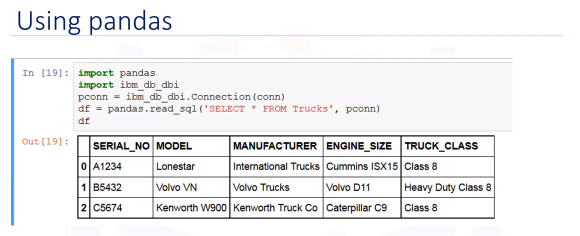 Using pandas
In [19]: import pandas
import ibm_db_dbi
pconn = ibm_db_dbi.Connection(conn)
df = pandas.read_sql('SELECT * FROM Trucks', pconn)
df
Out[19]:
SERIAL_NO MODEL MANUFACTURER ENGINE_SIZE TRUCK_CLASS
0 A1234 Lonestar International Trucks Cummins ISX15 Class 8
1 B5432 Volvo VN Volvo Trucks Volvo D11 Heavy Duty Class 8
2 C5674 Kenworth W900 Kenworth Truck Co Caterpillar C9 Class 8